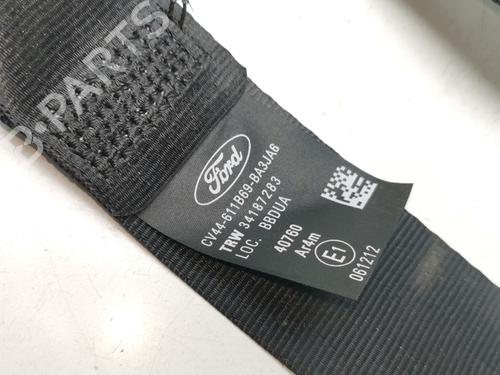 B-PARTS
Ford
CV44-611B69-BA3JA6
TRW 34187283
LOC. BBDUA
40760
Ar4m
E1
061212